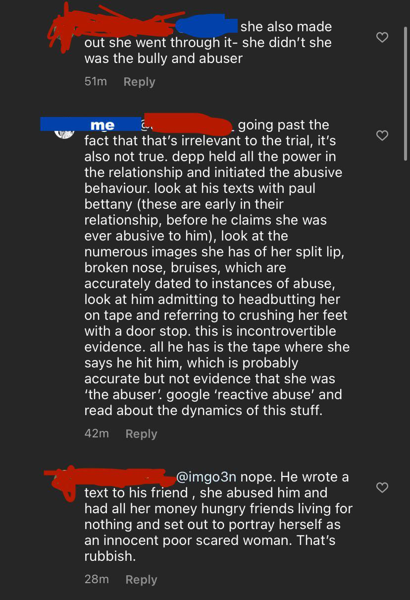 she also made
out she went through it- she didn't she
was the bully and abuser
51m Reply
me going past the
fact that that's irrelevant to the trial, it's
also not true. depp held all the power in
the relationship and initiated the abusive
behaviour. look at his texts with paul
bettany (these are early in their
relationship, before he claims she was
ever abusive to him), look at the
numerous images she has of her split lip,
broken nose, bruises, which are
accurately dated to instances of abuse,
look at him admitting to headbutting her
on tape and referring to crushing her feet
with a door stop. this is incontrovertible
evidence. all he has is the tape where she
says he hit him, which is probably
accurate but not evidence that she was
'the abuser'. google 'reactive abuse' and
read about the dynamics of this stuff.
42m Reply
@imgo3n nope. He wrote a
text to his friend , she abused him and
had all her money hungry friends living for
nothing and set out to portray herself as
an innocent poor scared woman. That's
rubbish.
28m Reply